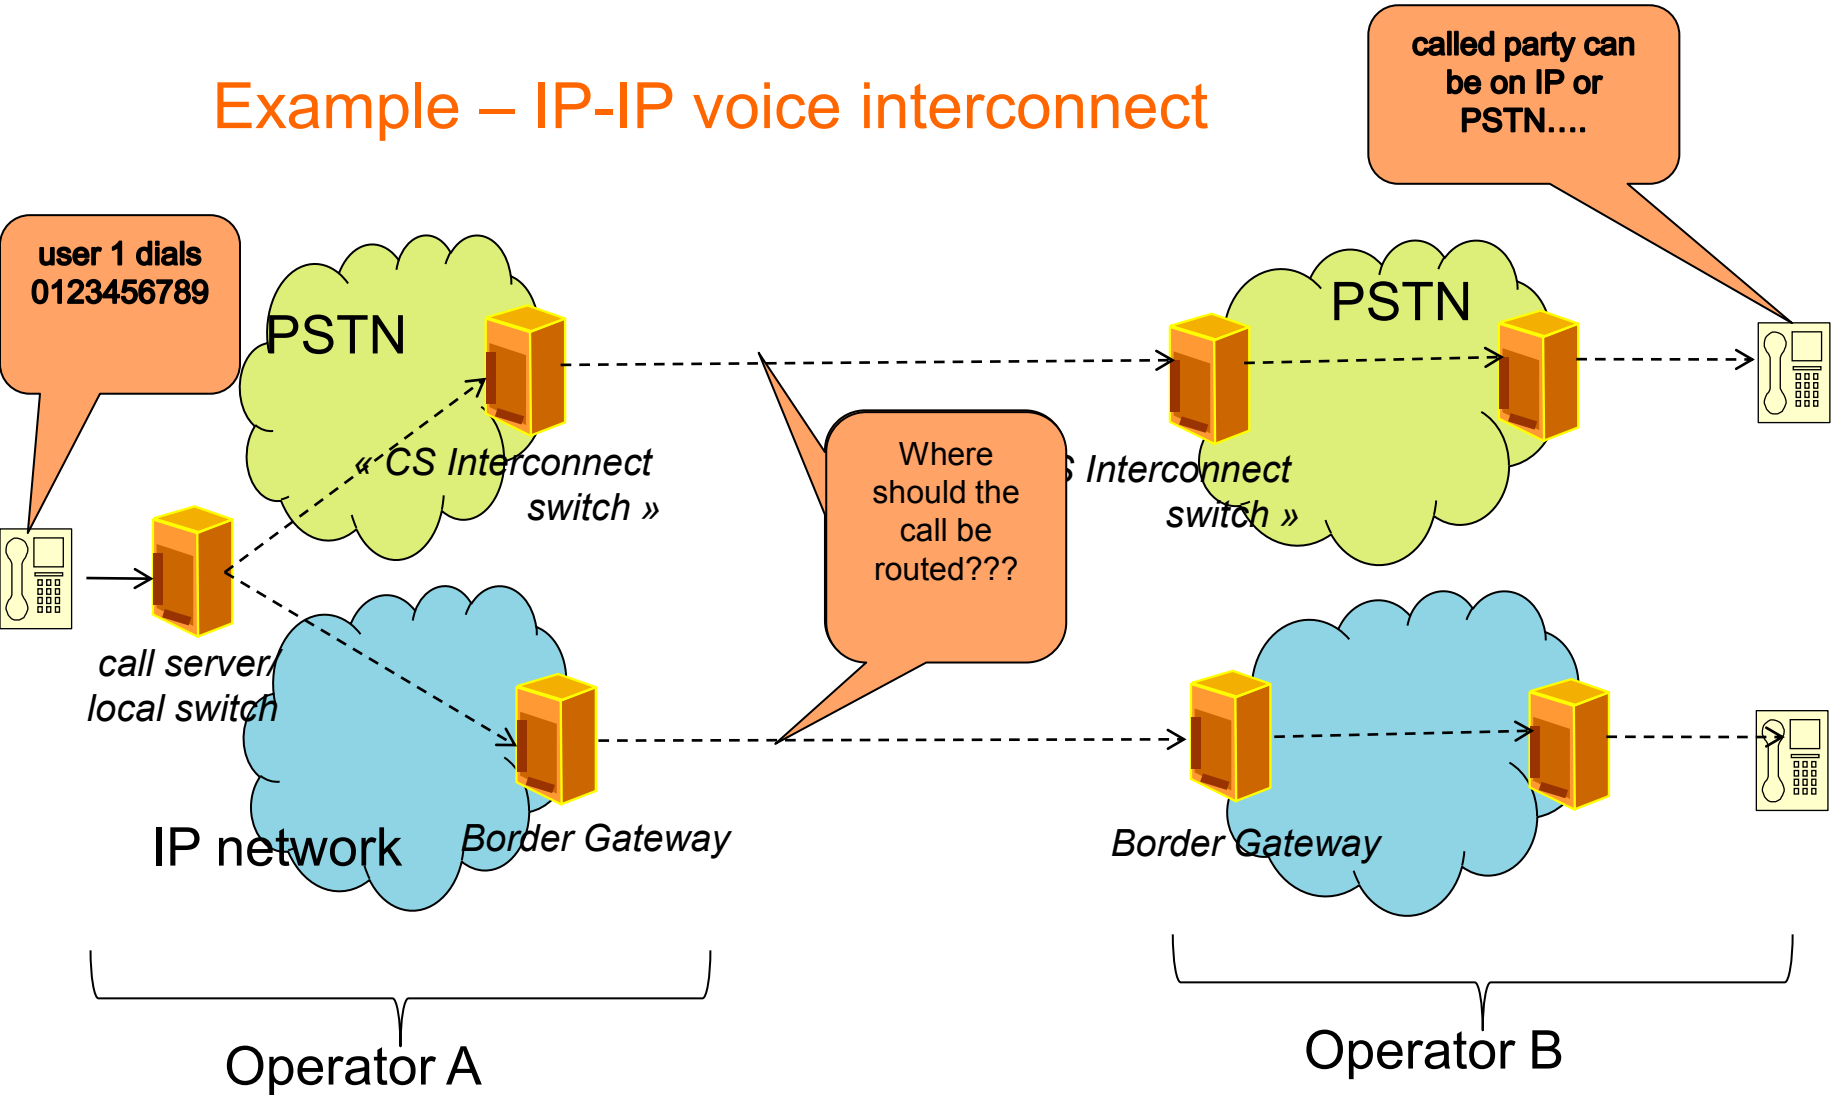 Example – IP-IP voice interconnect
called party can
be on IP or
PSTN....
user 1 dials
0123456789
PSTN
PSTN
« CS Interconnect
switch »
Where
should the
call be
routed???
Interconnect
switch »
call server/
local switch
IP network
Border Gateway
Border Gateway
Operator A
Operator B